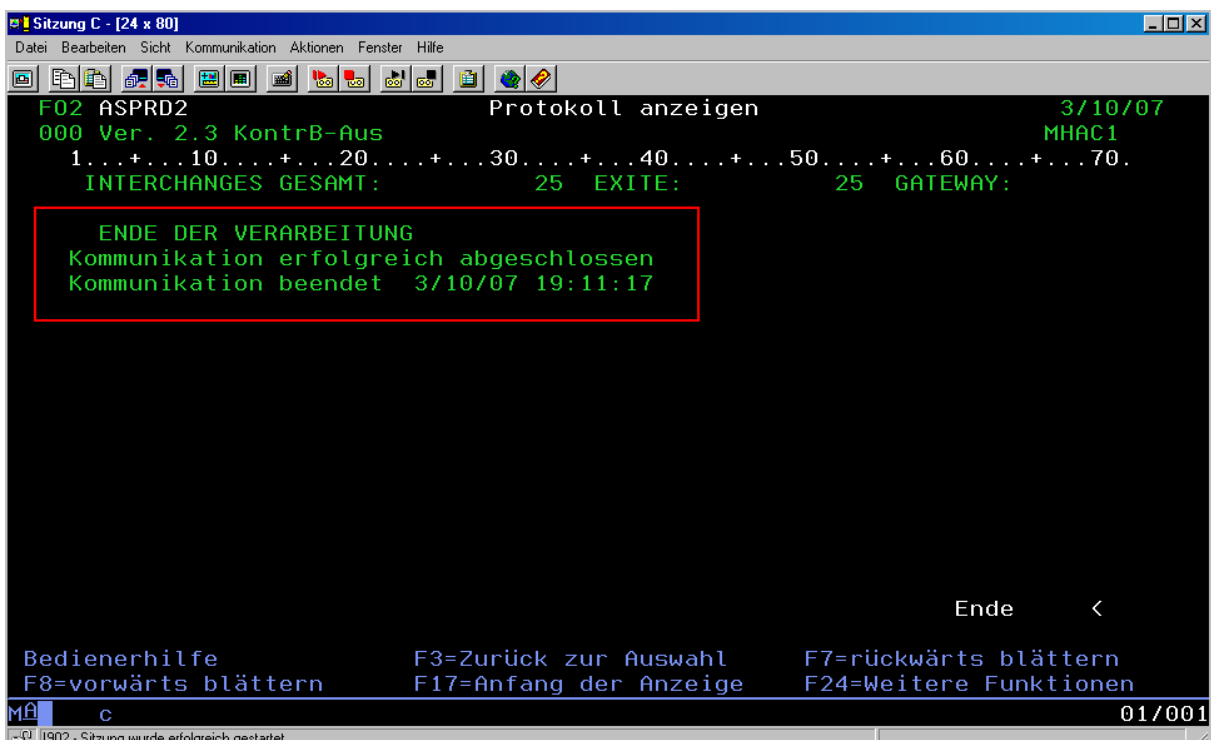 Sitzung C - [24 x 80]
Datei Bearbeiten Sicht Kommunikation Aktionen Fenster Hilfe
FO2 ASPRD2 Protokoll anzeigen 3/10/07
000 Ver. 2.3 KontrB-Aus MHAC1
1...+...10....+...20....+...30....+...40....+...50....+...60....+...70.
INTERCHANGES GESAMT: 25 EXITE: 25 GATEWAY:
ENDE DER VERARBEITUNG
Kommunikation erfolgreich abgeschlossen
Kommunikation beendet 3/10/07 19:11:17
Ende <
Bedienerhilfe F3=Zurück zur Auswahl F7=rückwärts blättern
F8=vorwärts blättern F17=Anfang der Anzeige F24=Weitere Funktionen
MA c 01/001
I902 - Sitzung wurde erfolgreich gestartet